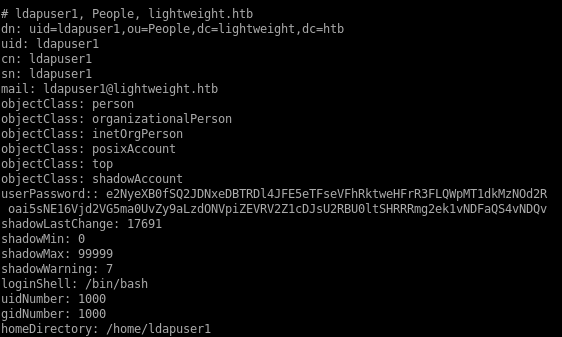 # ldapuser1, People, lightweight.htb
dn: uid=ldapuser1,ou=People,dc=lightweight,dc=htb
uid: ldapuser1
cn: ldapuser1
sn: ldapuser1
mail: ldapuser1@lightweight.htb
objectClass: person
objectClass: organizationalPerson
objectClass: inetOrgPerson
objectClass: posixAccount
objectClass: top
objectClass: shadowAccount
userPassword:: e2NyeXB0fSQ2JDNxeDBTRDl4JFE5eTFseVFhRktweHFrR3FLQWpMT1dkMzNOd2R
oai5sNE16Vjd2VG5ma0UvZy9aLzdONVpiZEVRV2Z1cDJsU2RBU0ltSHRRRmg2ek1vNDFaQS4vNDQv
shadowLastChange: 17691
shadowMin: 0
shadowMax: 99999
shadowWarning: 7
loginShell: /bin/bash
uidNumber: 1000
gidNumber: 1000
homeDirectory: /home/ldapuser1